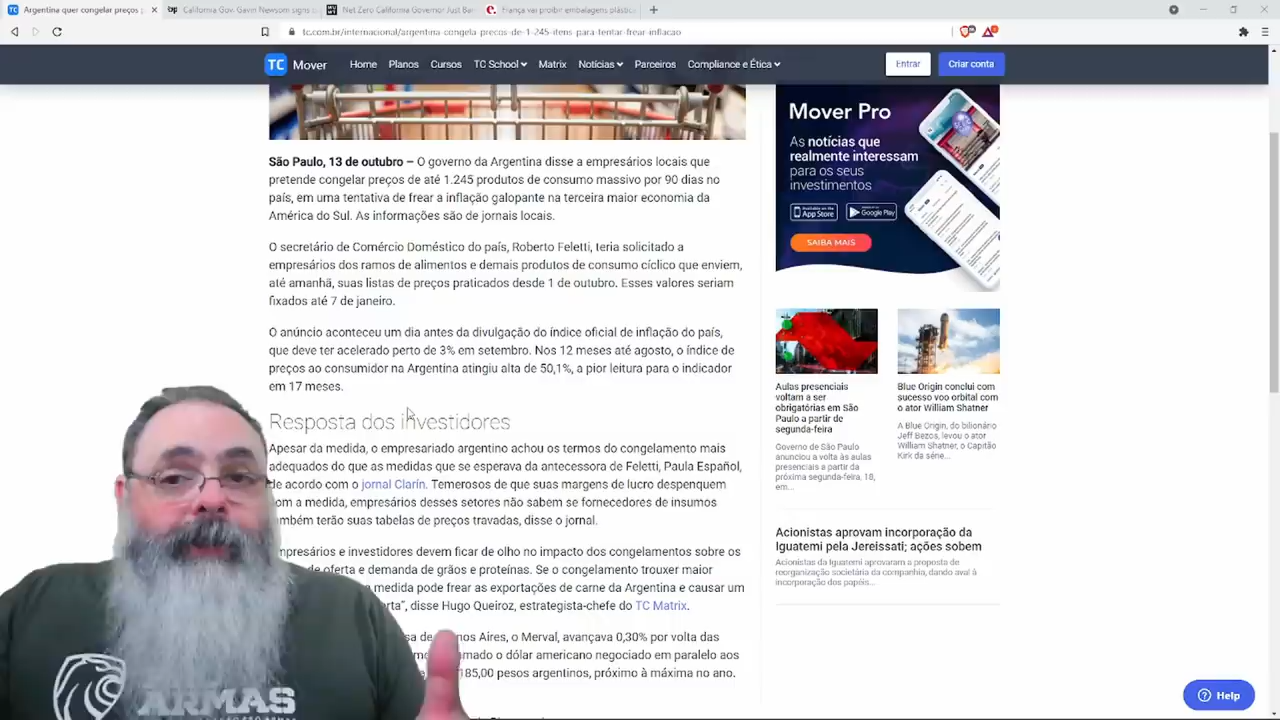 Argentina quer congelar preços
California Gov. Gavin Newsom signs
Net Zero California Governor Just Ba
França vai proibir embalagens plástic
tc.com.br/internacional/argentina-congela-precos-de-1-245-itens-para-tentar-frear-inflacao
TC Mover
Home Planos Cursos TC School Matrix Notícias Parceiros Compliance e Ética
Entrar Criar conta
São Paulo, 13 de outubro – O governo da Argentina disse a empresários locais que
pretende congelar preços de até 1.245 produtos de consumo massivo por 90 dias no
país, em uma tentativa de frear a inflação galopante na terceira maior economia da
América do Sul. As informações são de jornais locais.
O secretário de Comércio Doméstico do país, Roberto Feletti, teria solicitado a
empresários dos ramos de alimentos e demais produtos de consumo cíclico que enviem,
até amanhã, suas listas de preços praticados desde 1 de outubro. Esses valores seriam
fixados até 7 de janeiro.
O anúncio aconteceu um dia antes da divulgação do índice oficial de inflação do país,
que deve ter acelerado perto de 3% em setembro. Nos 12 meses até agosto, o índice de
preços ao consumidor na Argentina atingiu alta de 50,1%, a pior leitura para o indicador
em 17 meses.
Resposta dos investidores
pesar da medida, o empresariado argentino achou os termos do congelamento mais
adequados do que as medidas que se esperava da antecessora de Feletti, Paula Español,
de acordo com o jornal Clarín. Temerosos de que suas margens de lucro despenquem
om a medida, empresários desses setores não sabem se fornecedores de insumos
ambém terão suas tabelas de preços travadas, disse o jornal.
mpresários e investidores devem ficar de olho no impacto dos congelamentos sobre os
de oferta e demanda de grãos e proteínas. Se o congelamento trouxer maior
a medida pode frear as exportações de carne da Argentina e causar um
rta", disse Hugo Queiroz, estrategista-chefe do TC Matrix.
sa de nos Aires, o Merval, avançava 0,30% por volta das
mado o dólar americano negociado em paralelo aos
185,00 pesos argentinos, próximo à máxima no ano.
Mover Pro
As notícias que
realmente interessam
para os seus
investimentos
Available on the App Store
Google Play
SAIBA MAIS
Aulas presenciais
voltam a ser
obrigatórias em São
Paulo a partir de
segunda-feira
Governo de São Paulo
anunciou a volta às aulas
presenciais a partir da
próxima segunda-feira, 18,
em...
Blue Origin conclui com
sucesso voo orbital com
o ator William Shatner
A Blue Origin, do bilionário
Jeff Bezos, levou o ator
William Shatner, o Capitão
Kirk da série...
Acionistas aprovam incorporação da
Iguatemi pela Jereissati; ações sobem
Acionistas da Iguatemi aprovaram a proposta de
reorganização societária da companhia, dando aval à
incorporação dos papéis...
Help
ARMAS